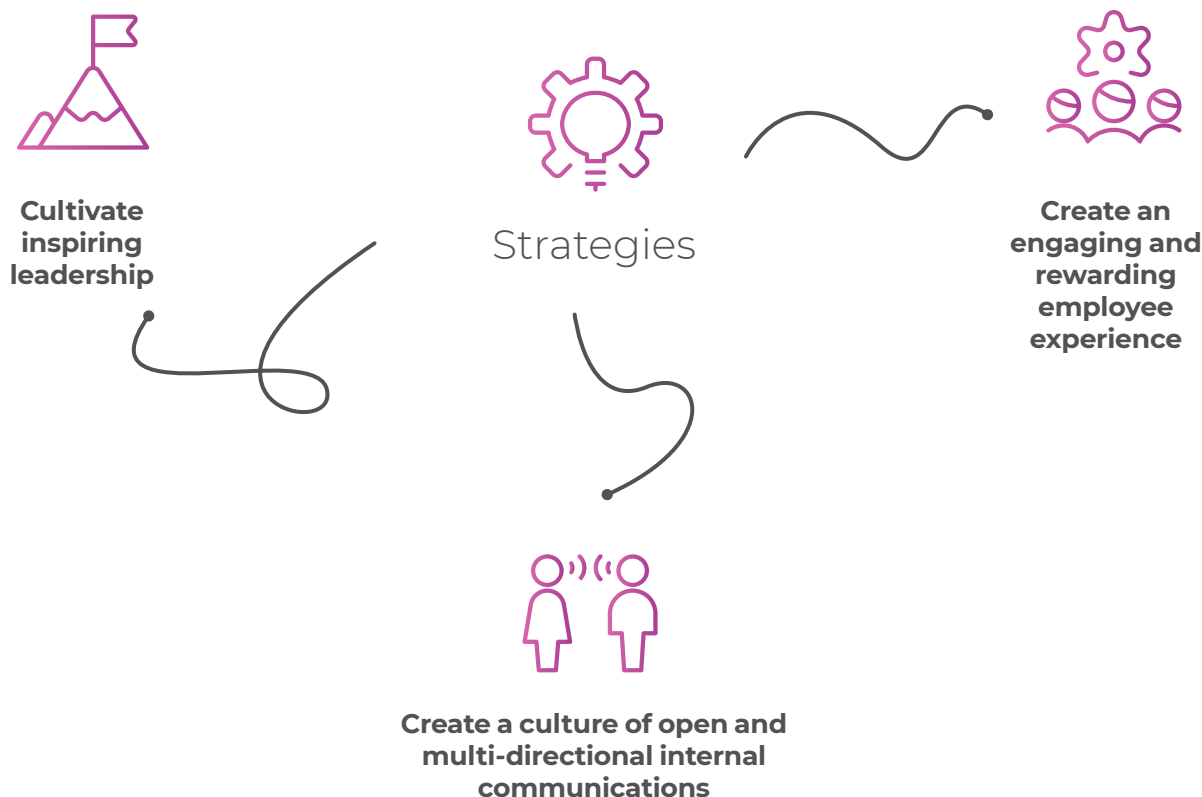 Strategies
Cultivate
inspiring
leadership
Create an
engaging and
rewarding
employee
experience
Create a culture of open and
multi-directional internal
communications